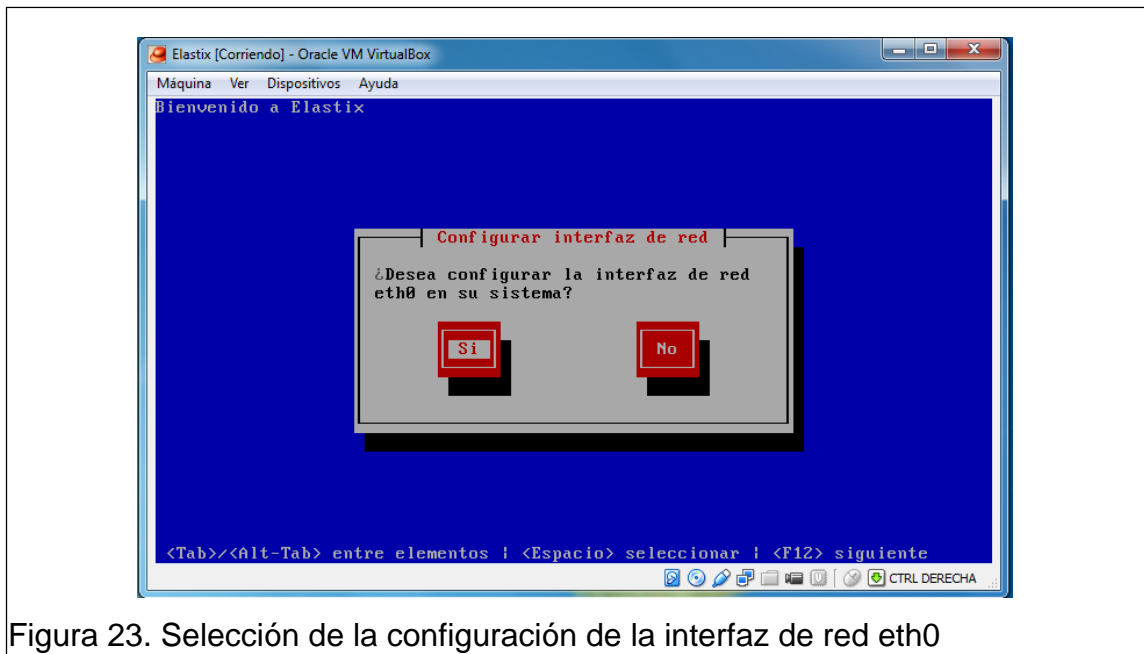 Elastix [Corriendo] - Oracle VM VirtualBox
Máquina Ver Dispositivos Ayuda
Bienvenido a Elastix
Configurar interfaz de red
¿Desea configurar la interfaz de red
eth0 en su sistema?
Si No
<Tab>/<Alt-Tab> entre elementos | <Espacio> seleccionar | <F12> siguiente
CTRL DERECHA
Figura 23. Selección de la configuración de la interfaz de red eth0